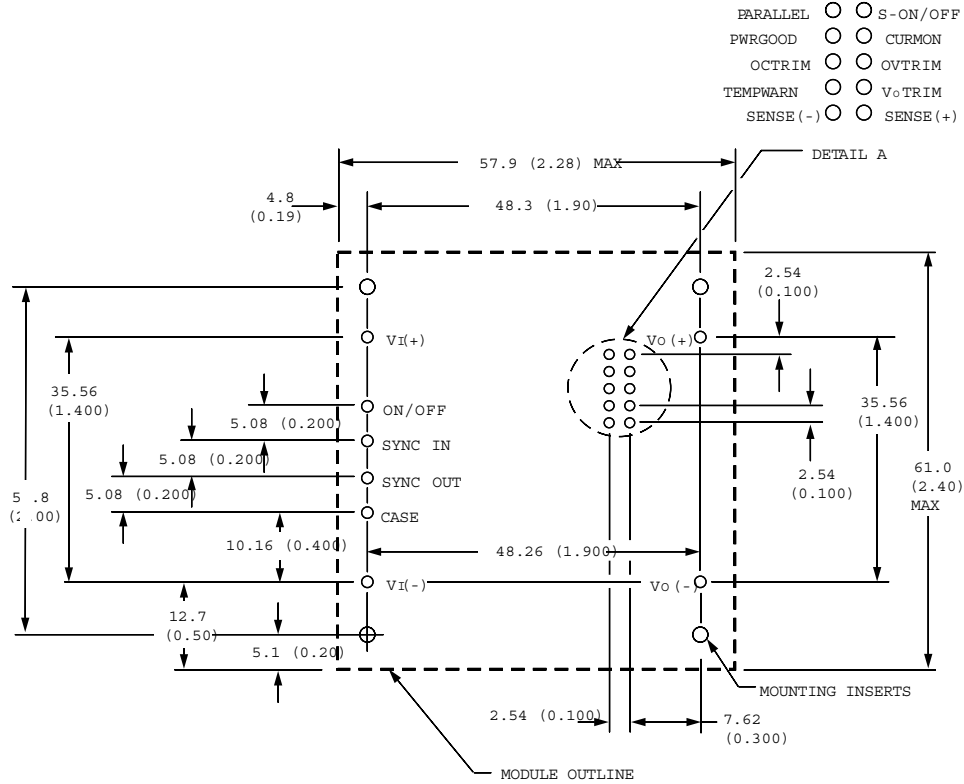 PARALLEL S-ON/OFF
PWRGOOD CURMON
OCTRIM OVTRIM
TEMPWARN VoTRIM
SENSE(-) SENSE(+)
DETAIL A
57.9 (2.28) MAX
4.8
(0.19)
48.3 (1.90)
2.54
(0.100)
VI(+)
VO(+)
35.56
(1.400)
ON/OFF
5.08 (0.200)
SYNC IN
5.08 (0.200)
SYNC OUT
5.08 (0.200)
CASE
35.56
(1.400)
2.54
(0.100)
61.0
(2.40)
MAX
10.16 (0.400)
48.26 (1.900)
VI(-)
VO(-)
12.7
(0.50)
5.1 (0.20)
MOUNTING INSERTS
2.54 (0.100)
7.62
(0.300)
MODULE OUTLINE